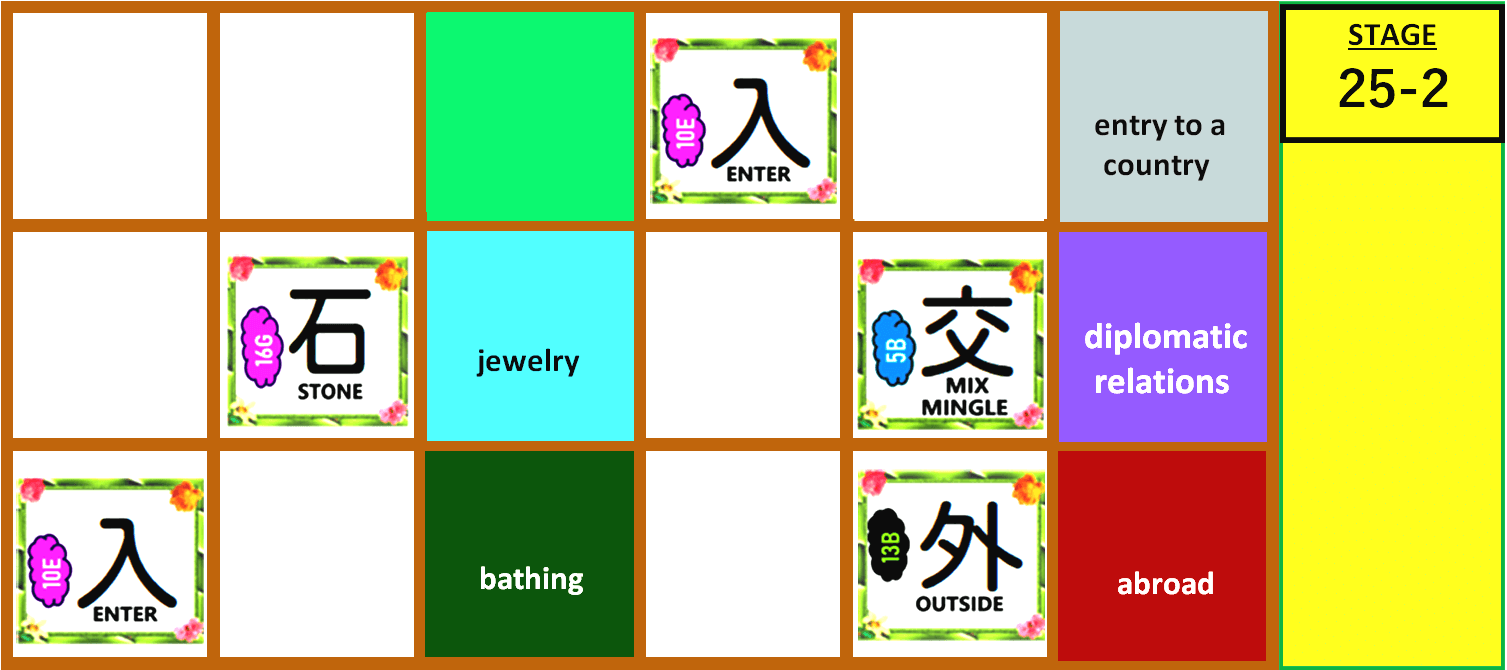 10E
入
ENTER
entry to a
country
STAGE
25-2
16G
石
STONE
jewelry
5B
交
MIX
MINGLE
diplomatic
relations
10E
入
ENTER
bathing
13B
外
OUTSIDE
abroad